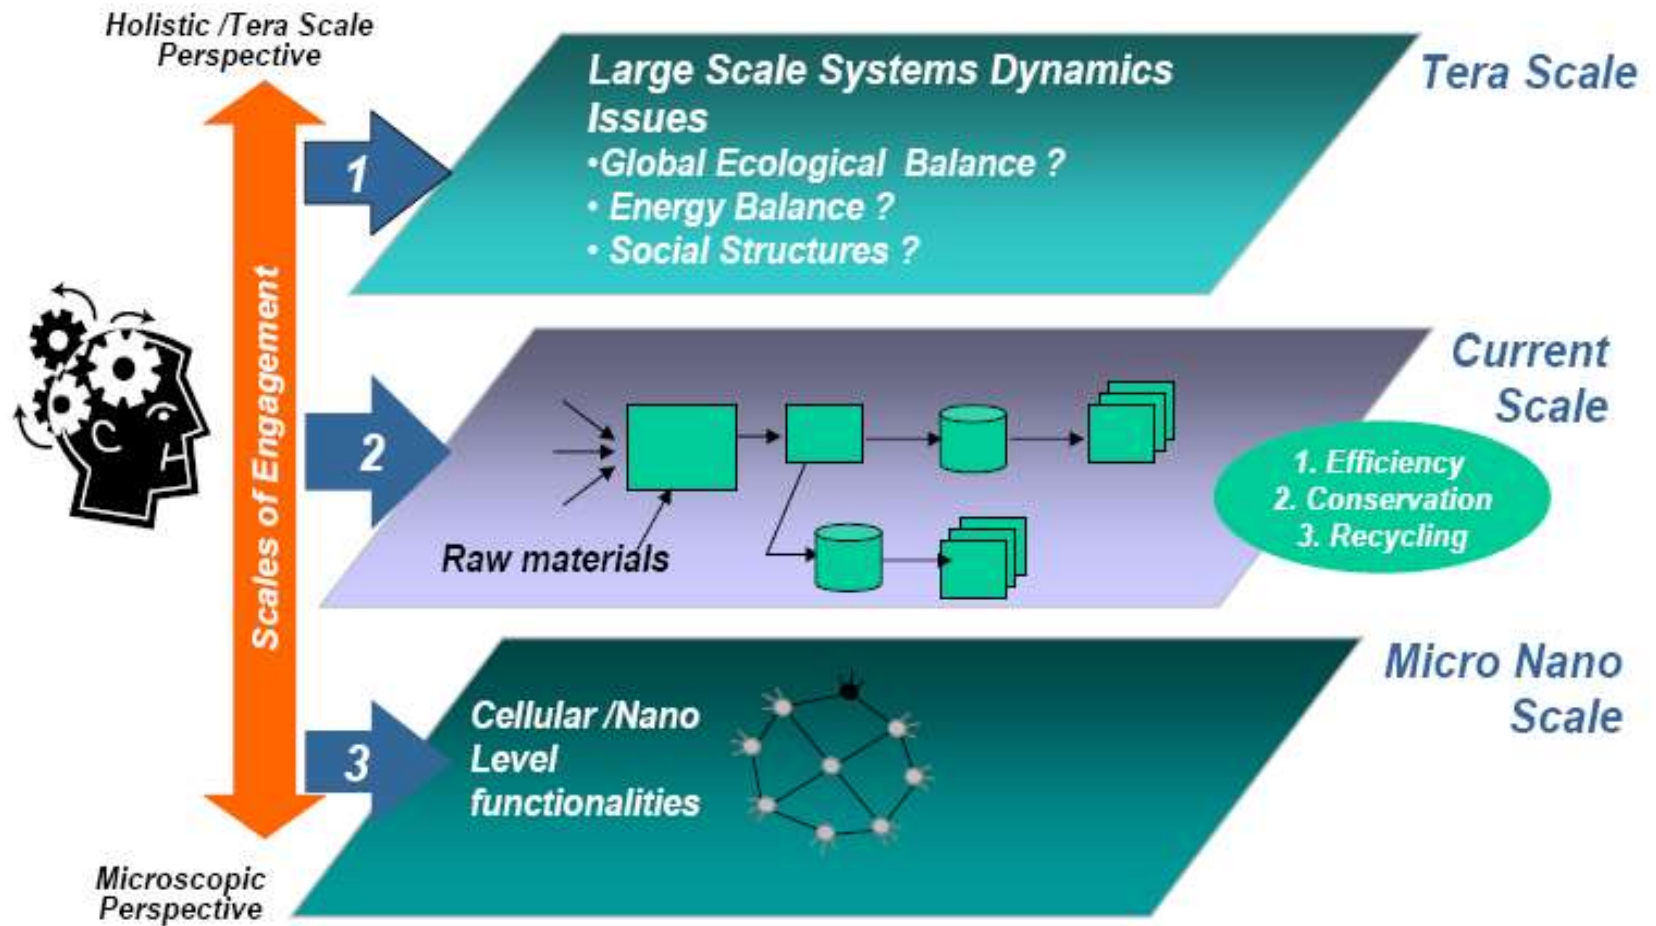 Holistic /Tera Scale
Perspective
Tera Scale
Large Scale Systems Dynamics
Issues
•Global Ecological Balance ?
• Energy Balance ?
• Social Structures ?
1
Scales of Engagement
Current
Scale
2
1. Efficiency
2. Conservation
3. Recycling
Raw materials
Micro Nano
Scale
3
Cellular /Nano
Level
functionalities
Microscopic
Perspective